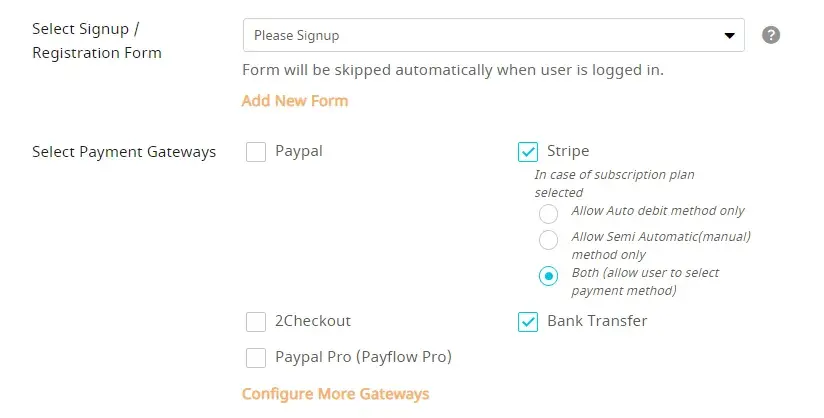 Select Signup /
Registration Form
Please Signup
?
Form will be skipped automatically when user is logged in.
Add New Form
Select Payment Gateways
Paypal
Stripe
In case of subscription plan
selected
Allow Auto debit method only
Allow Semi Automatic(manual)
method only
Both (allow user to select
payment method)
2Checkout
Bank Transfer
Paypal Pro (Payflow Pro)
Configure More Gateways